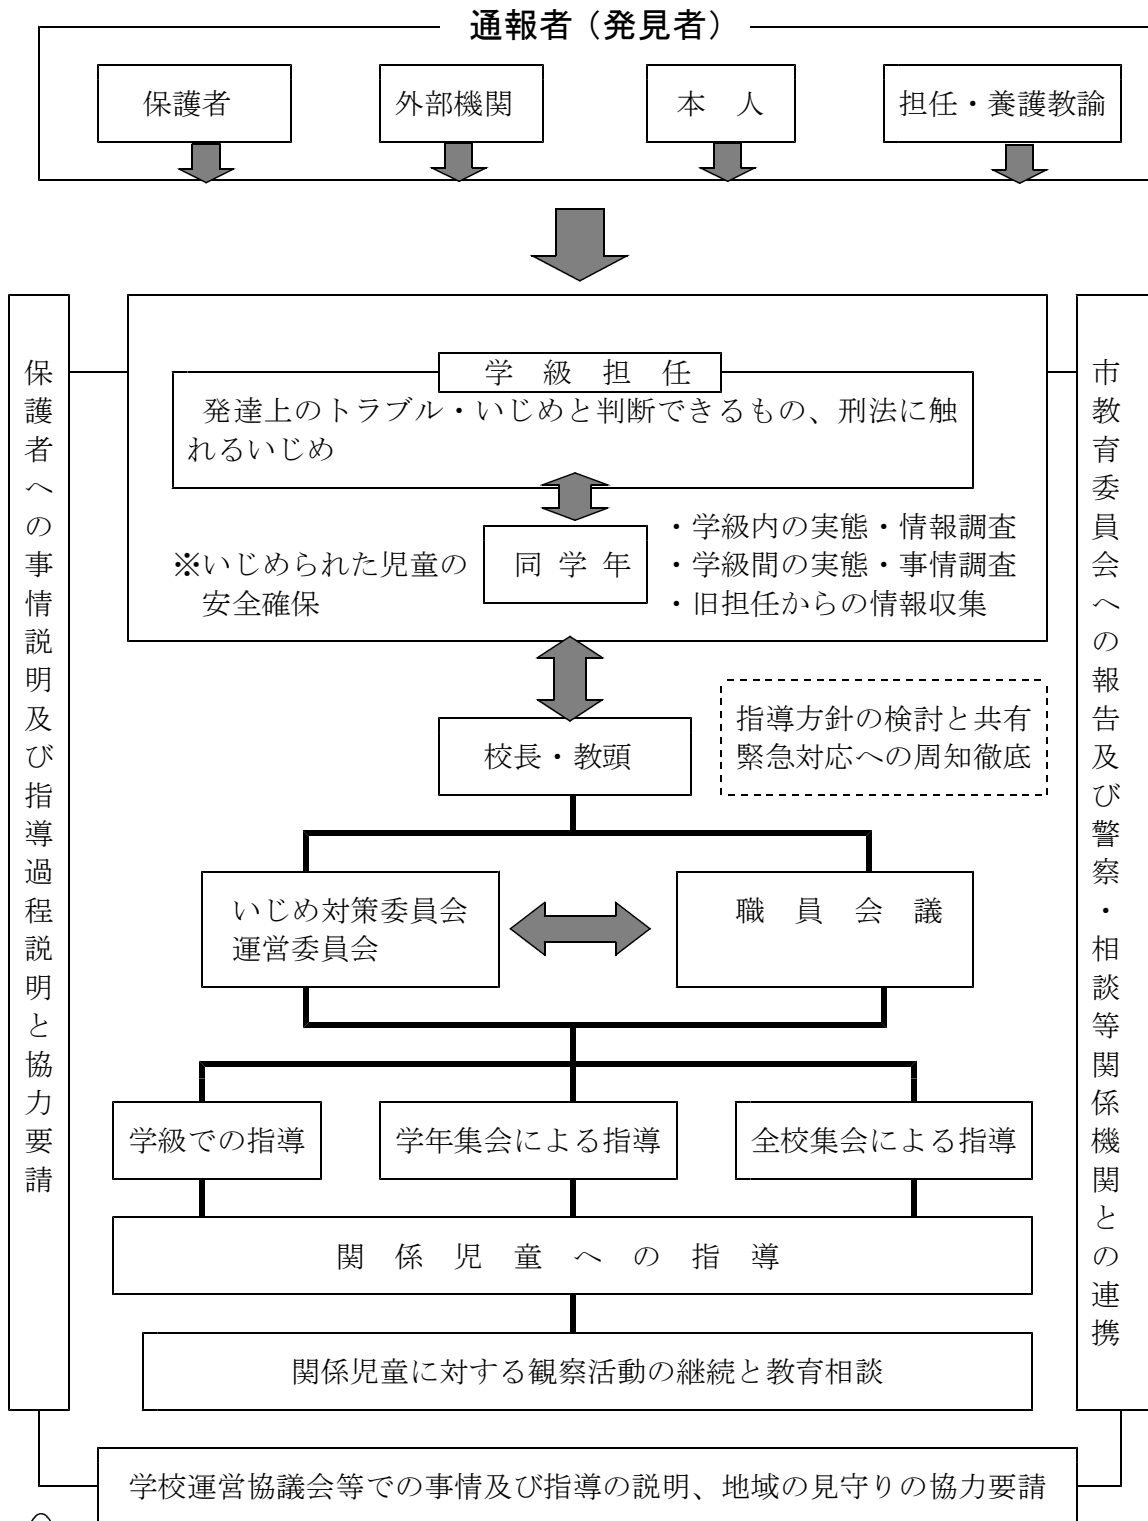 通報者(発見者)
保護者
外部機関
本　人
担任・養護教諭
保護者への事情説明及び指導過程説明と協力要請
市教育委員会への報告及び警察・相談等関係機関との連携
学　級　担　任
発達上のトラブル・いじめと判断できるもの、刑法に触
れるいじめ
※いじめられた児童の
安全確保
同 学 年
・学級内の実態・情報調査
・学級間の実態・事情調査
・旧担任からの情報収集
校長・教頭
指導方針の検討と共有
緊急対応への周知徹底
いじめ対策委員会
運営委員会
職　員　会　議
学級での指導
学年集会による指導
全校集会による指導
関　係　児　童　へ　の　指　導
関係児童に対する観察活動の継続と教育相談
学校運営協議会等での事情及び指導の説明、地域の見守りの協力要請